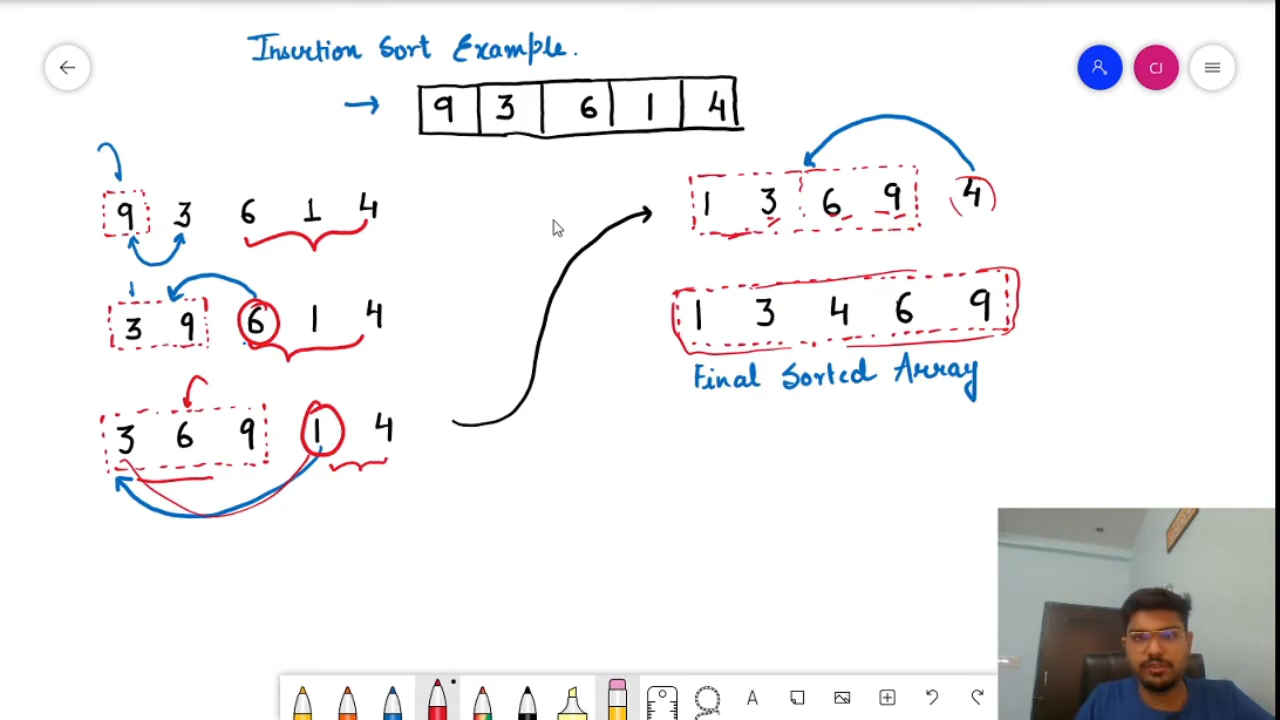 Insertion Sort Example.
→ 9 3 6 1 4
9 3 6 1 4
3 9 6 1 4
3 6 9 1 4
1 3 6 9 4
1 3 4 6 9
Final Sorted Array
CJ
A